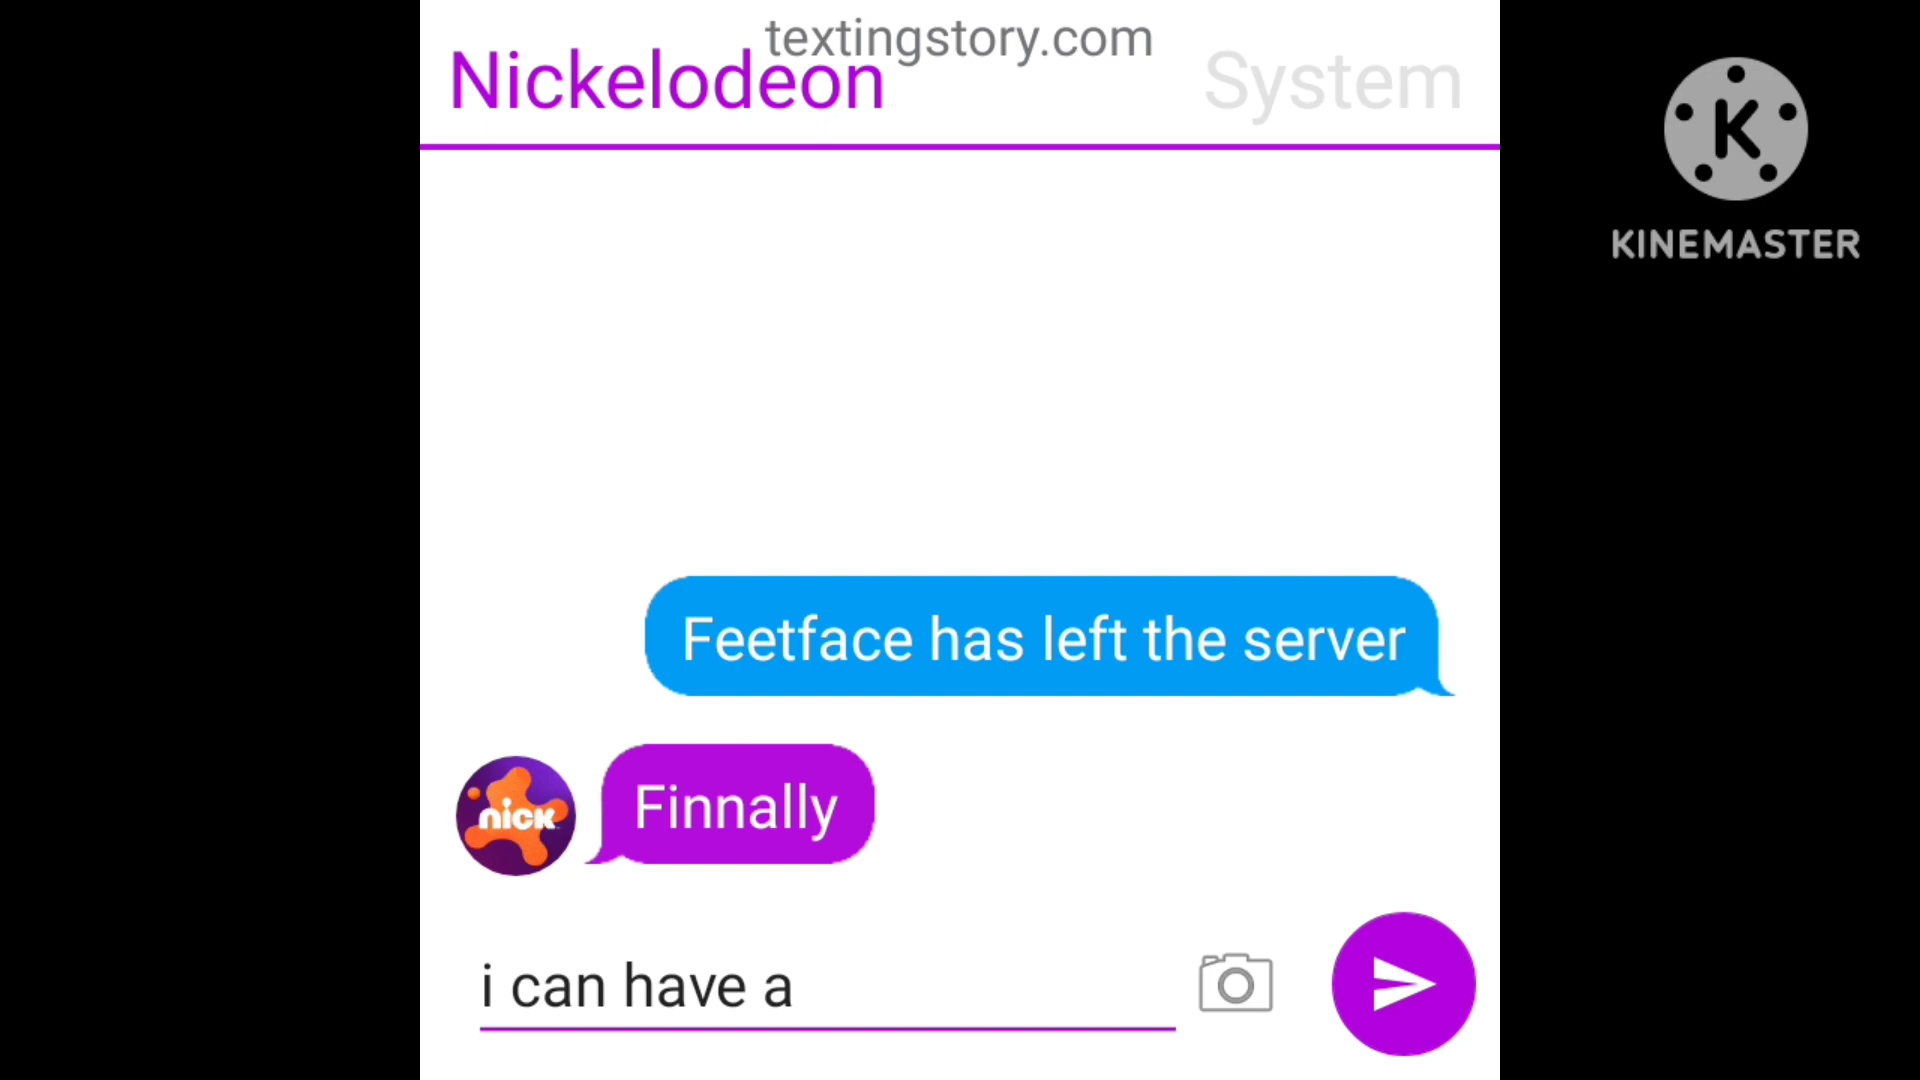 textingstory.com
Nickelodeon
System
K
KINEMASTER
Feetface has left the server
nick
Finnally
i can have a